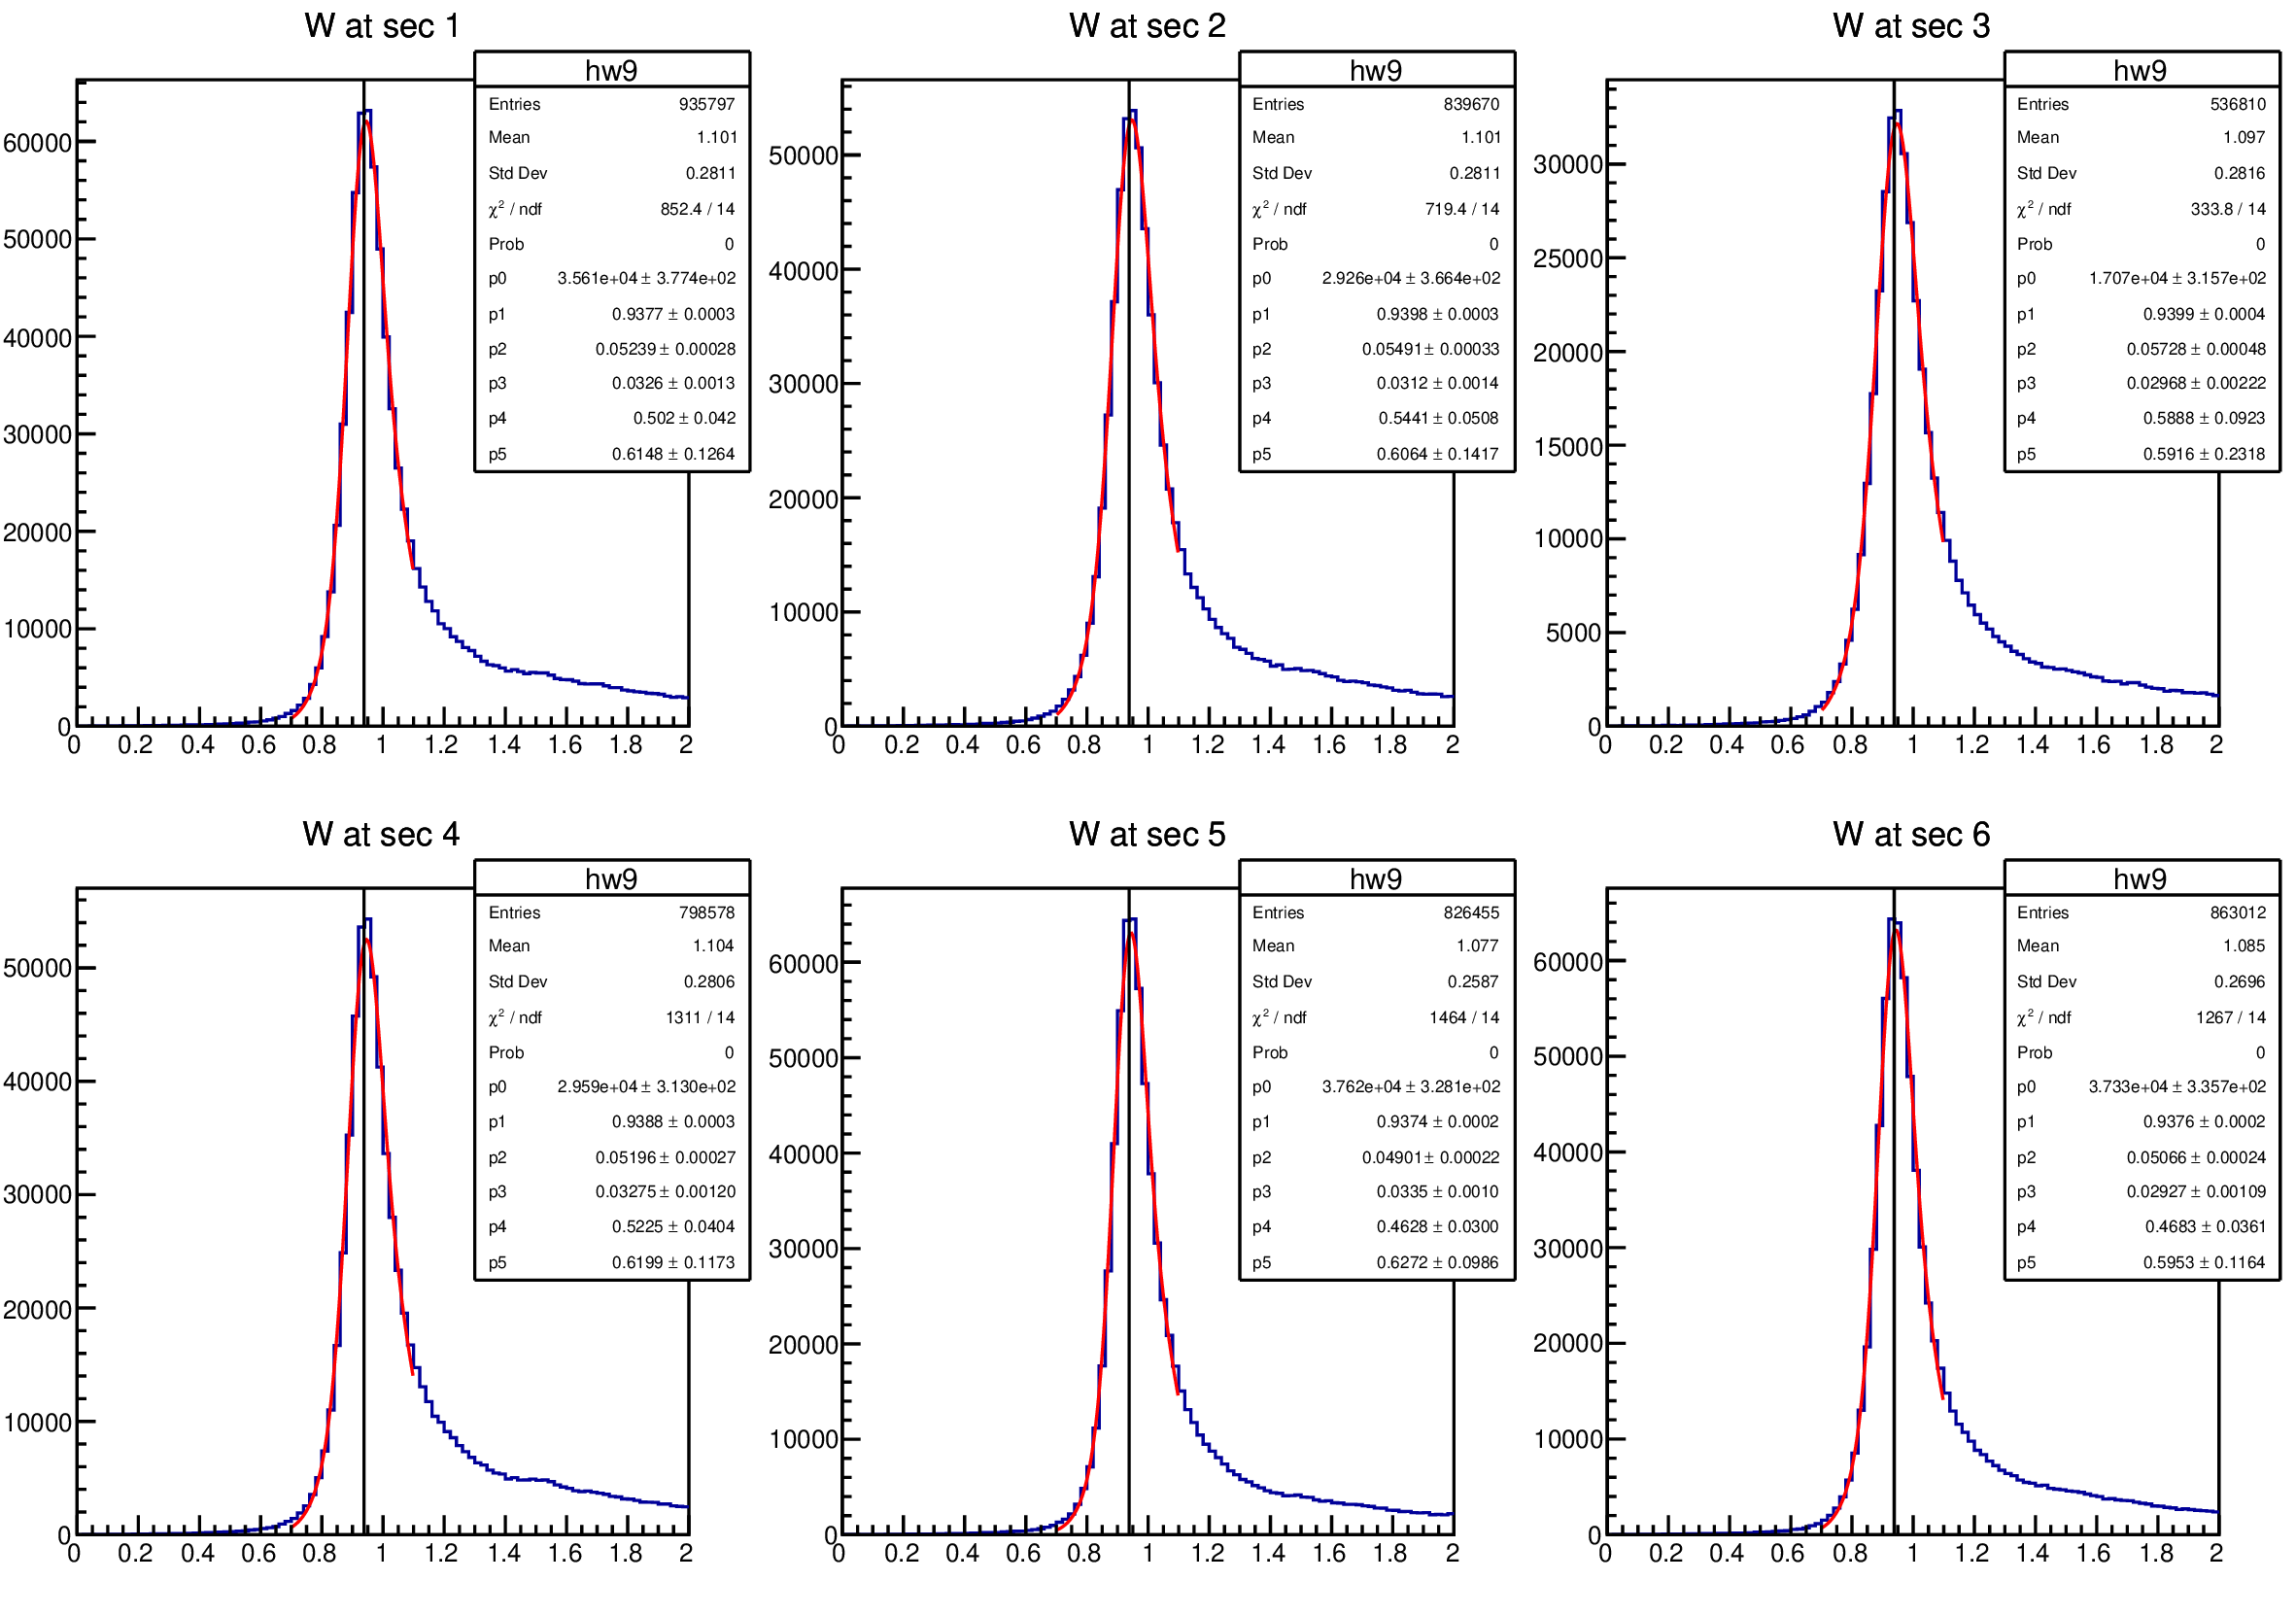 W at sec 1
hw9
Entries 935797
Mean 1.101
Std Dev 0.2811
χ² / ndf 852.4 / 14
Prob 0
p0 3.561e+04 ± 3.774e+02
p1 0.9377 ± 0.0003
p2 0.05239 ± 0.00028
p3 0.0326 ± 0.0013
p4 0.502 ± 0.042
p5 0.6148 ± 0.1264
60000
50000
40000
30000
20000
10000
0
0 0.2 0.4 0.6 0.8 1 1.2 1.4 1.6 1.8 2
W at sec 2
hw9
Entries 839670
Mean 1.101
Std Dev 0.2811
χ² / ndf 719.4 / 14
Prob 0
p0 2.926e+04 ± 3.664e+02
p1 0.9398 ± 0.0003
p2 0.05491 ± 0.00033
p3 0.0312 ± 0.0014
p4 0.5441 ± 0.0508
p5 0.6064 ± 0.1417
50000
40000
30000
20000
10000
0
0 0.2 0.4 0.6 0.8 1 1.2 1.4 1.6 1.8 2
W at sec 3
hw9
Entries 536810
Mean 1.097
Std Dev 0.2816
χ² / ndf 333.8 / 14
Prob 0
p0 1.707e+04 ± 3.157e+02
p1 0.9399 ± 0.0004
p2 0.05728 ± 0.00048
p3 0.02968 ± 0.00222
p4 0.5888 ± 0.0923
p5 0.5916 ± 0.2318
30000
25000
20000
15000
10000
5000
0
0 0.2 0.4 0.6 0.8 1 1.2 1.4 1.6 1.8 2
W at sec 4
hw9
Entries 798578
Mean 1.104
Std Dev 0.2806
χ² / ndf 1311 / 14
Prob 0
p0 2.959e+04 ± 3.130e+02
p1 0.9388 ± 0.0003
p2 0.05196 ± 0.00027
p3 0.03275 ± 0.00120
p4 0.5225 ± 0.0404
p5 0.6199 ± 0.1173
50000
40000
30000
20000
10000
0
0 0.2 0.4 0.6 0.8 1 1.2 1.4 1.6 1.8 2
W at sec 5
hw9
Entries 826455
Mean 1.077
Std Dev 0.2587
χ² / ndf 1464 / 14
Prob 0
p0 3.762e+04 ± 3.281e+02
p1 0.9374 ± 0.0002
p2 0.04901 ± 0.00022
p3 0.0335 ± 0.0010
p4 0.4628 ± 0.0300
p5 0.6272 ± 0.0986
60000
50000
40000
30000
20000
10000
0
0 0.2 0.4 0.6 0.8 1 1.2 1.4 1.6 1.8 2
W at sec 6
hw9
Entries 863012
Mean 1.085
Std Dev 0.2696
χ² / ndf 1267 / 14
Prob 0
p0 3.733e+04 ± 3.357e+02
p1 0.9376 ± 0.0002
p2 0.05066 ± 0.00024
p3 0.02927 ± 0.00109
p4 0.4683 ± 0.0361
p5 0.5953 ± 0.1164
60000
50000
40000
30000
20000
10000
0
0 0.2 0.4 0.6 0.8 1 1.2 1.4 1.6 1.8 2